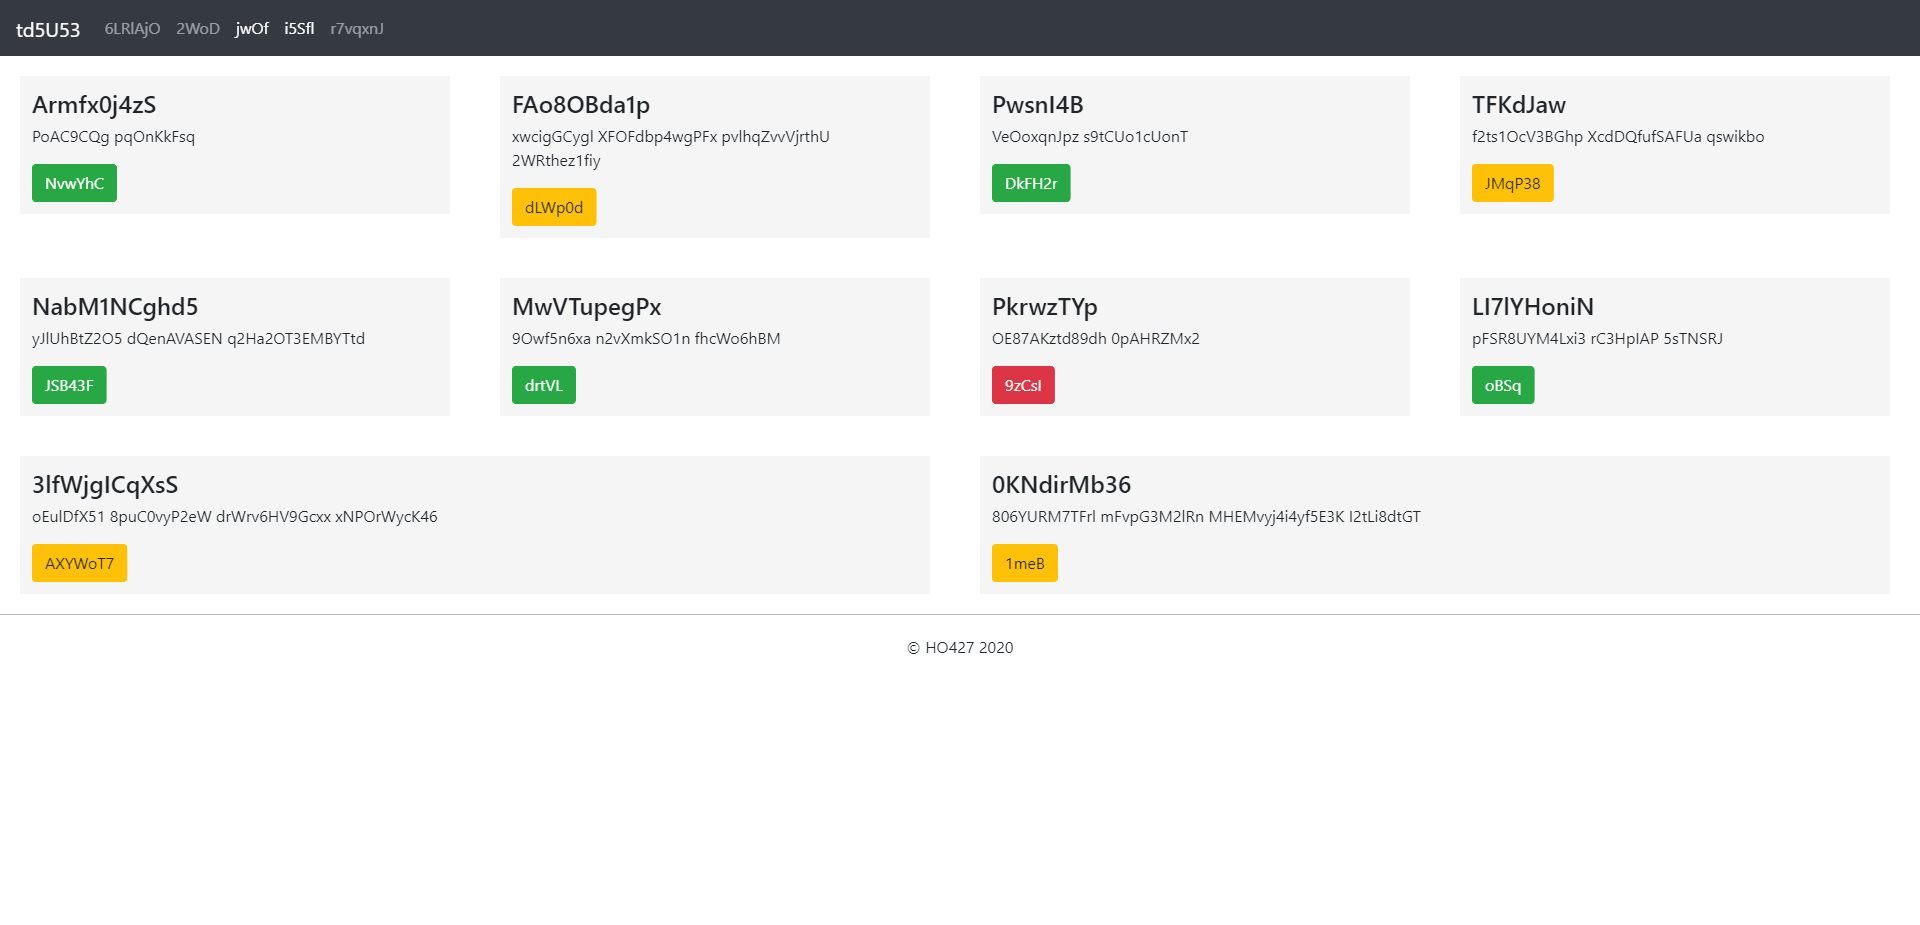 td5U53 6LRlAjO 2WoD jwOf i5Sfl r7vqxnJ
Armfx0j4zS
PoAC9CQg pqOnKkFsq
NvwYhC
FAo8OBda1p
xwcigGCygl XFOFdbp4wgPFx pvlhqZvvVjrthU
2WRthez1fiy
dLWp0d
PwsnI4B
VeOoxqnJpz s9tCUo1cUonT
DkFH2r
TFKdJaw
f2ts1OcV3BGhp XcdDQfufSAFUa qswikbo
JMqP38
NabM1NCghd5
yJlUhBtZ2O5 dQenAVASEN q2Ha2OT3EMBYTtd
JSB43F
MwVTupegPx
9Owf5n6xa n2vXmkSO1n fhcWo6hBM
drtVL
PkrwzTYp
OE87AKztd89dh 0pAHRZMx2
9zCsI
LI7lYHoniN
pFSR8UYM4Lxi3 rC3HpIAP 5sTNSRJ
oBSq
3lfWjgICqXsS
oEulDfX51 8puC0vyP2eW drWrv6HV9Gcxx xNPOrWycK46
AXYWoT7
0KNdirMb36
806YURM7TFrl mFvpG3M2lRn MHEMvyj4i4yf5E3K I2tLi8dtGT
1meB
© HO427 2020